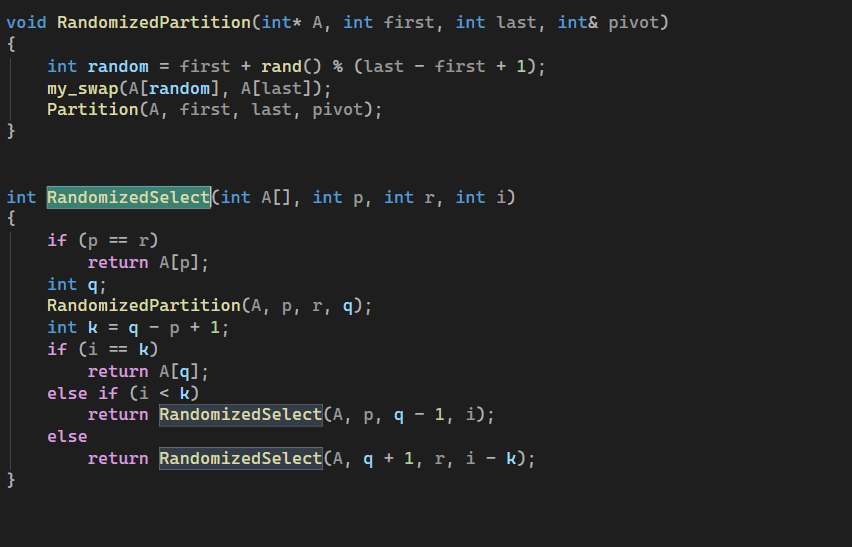 void RandomizedPartition(int* A, int first, int last, int& pivot)
{
    int random = first + rand() % (last - first + 1);
    my_swap(A[random], A[last]);
    Partition(A, first, last, pivot);
}
int RandomizedSelect(int A[], int p, int r, int i)
{
    if (p == r)
        return A[p];
    int q;
    RandomizedPartition(A, p, r, q);
    int k = q - p + 1;
    if (i == k)
        return A[q];
    else if (i < k)
        return RandomizedSelect(A, p, q - 1, i);
    else
        return RandomizedSelect(A, q + 1, r, i - k);
}